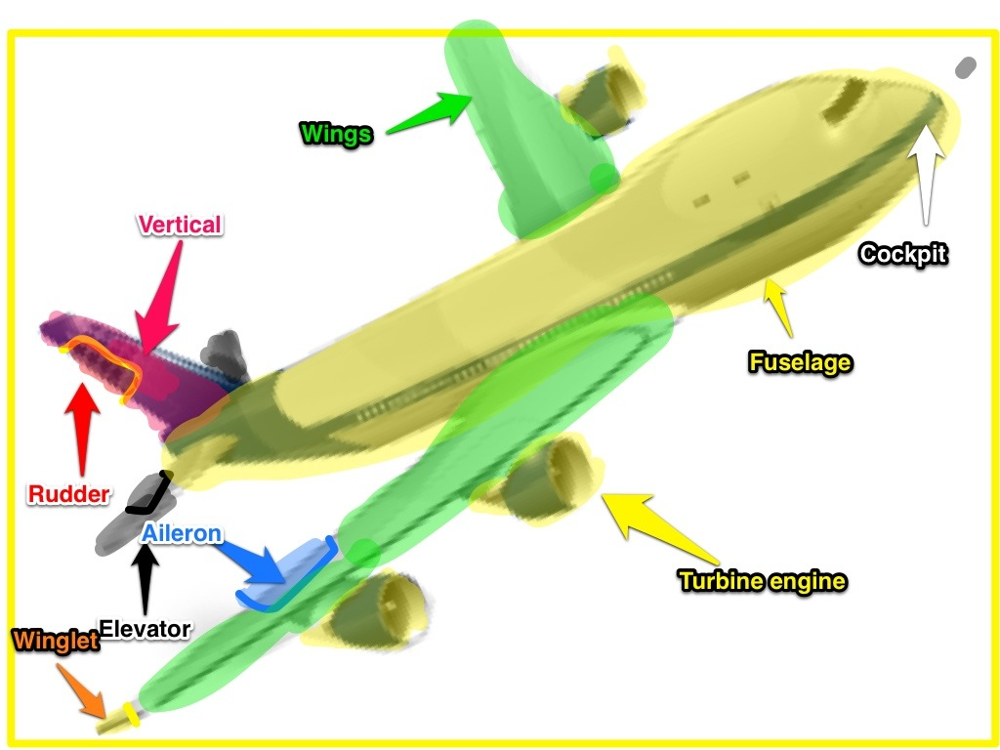 Wings
Vertical
Cockpit
Fuselage
Rudder
Aileron
Turbine engine
Elevator
Winglet